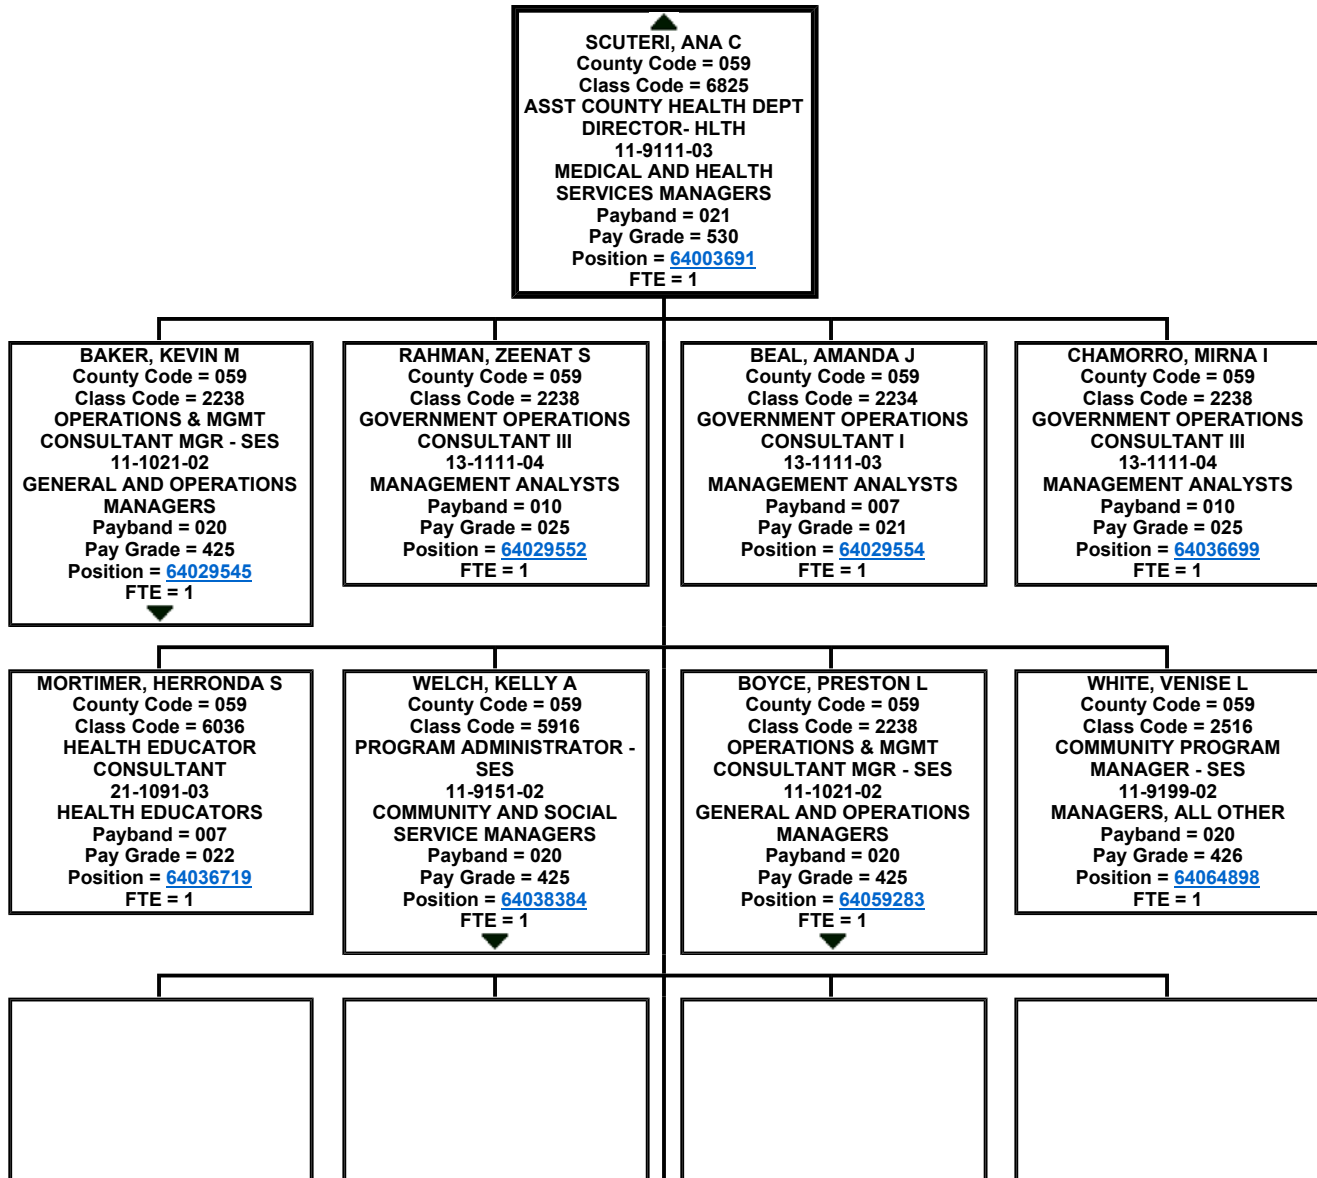 SCUTERI, ANA C
County Code = 059
Class Code = 6825
ASST COUNTY HEALTH DEPT
DIRECTOR- HLTH
11-9111-03
MEDICAL AND HEALTH
SERVICES MANAGERS
Payband = 021
Pay Grade = 530
Position = 64003691
FTE = 1
BAKER, KEVIN M
County Code = 059
Class Code = 2238
OPERATIONS & MGMT
CONSULTANT MGR - SES
11-1021-02
GENERAL AND OPERATIONS
MANAGERS
Payband = 020
Pay Grade = 425
Position = 64029545
FTE = 1
RAHMAN, ZEENAT S
County Code = 059
Class Code = 2238
GOVERNMENT OPERATIONS
CONSULTANT III
13-1111-04
MANAGEMENT ANALYSTS
Payband = 010
Pay Grade = 025
Position = 64029552
FTE = 1
BEAL, AMANDA J
County Code = 059
Class Code = 2234
GOVERNMENT OPERATIONS
CONSULTANT I
13-1111-03
MANAGEMENT ANALYSTS
Payband = 007
Pay Grade = 021
Position = 64029554
FTE = 1
CHAMORRO, MIRNA I
County Code = 059
Class Code = 2238
GOVERNMENT OPERATIONS
CONSULTANT III
13-1111-04
MANAGEMENT ANALYSTS
Payband = 010
Pay Grade = 025
Position = 64036699
FTE = 1
MORTIMER, HERRONDA S
County Code = 059
Class Code = 6036
HEALTH EDUCATOR
CONSULTANT
21-1091-03
HEALTH EDUCATORS
Payband = 007
Pay Grade = 022
Position = 64036719
FTE = 1
WELCH, KELLY A
County Code = 059
Class Code = 5916
PROGRAM ADMINISTRATOR -
SES
11-9151-02
COMMUNITY AND SOCIAL
SERVICE MANAGERS
Payband = 020
Pay Grade = 425
Position = 64038384
FTE = 1
BOYCE, PRESTON L
County Code = 059
Class Code = 2238
OPERATIONS & MGMT
CONSULTANT MGR - SES
11-1021-02
GENERAL AND OPERATIONS
MANAGERS
Payband = 020
Pay Grade = 425
Position = 64059283
FTE = 1
WHITE, VENISE L
County Code = 059
Class Code = 2516
COMMUNITY PROGRAM
MANAGER - SES
11-9199-02
MANAGERS, ALL OTHER
Payband = 020
Pay Grade = 426
Position = 64064898
FTE = 1